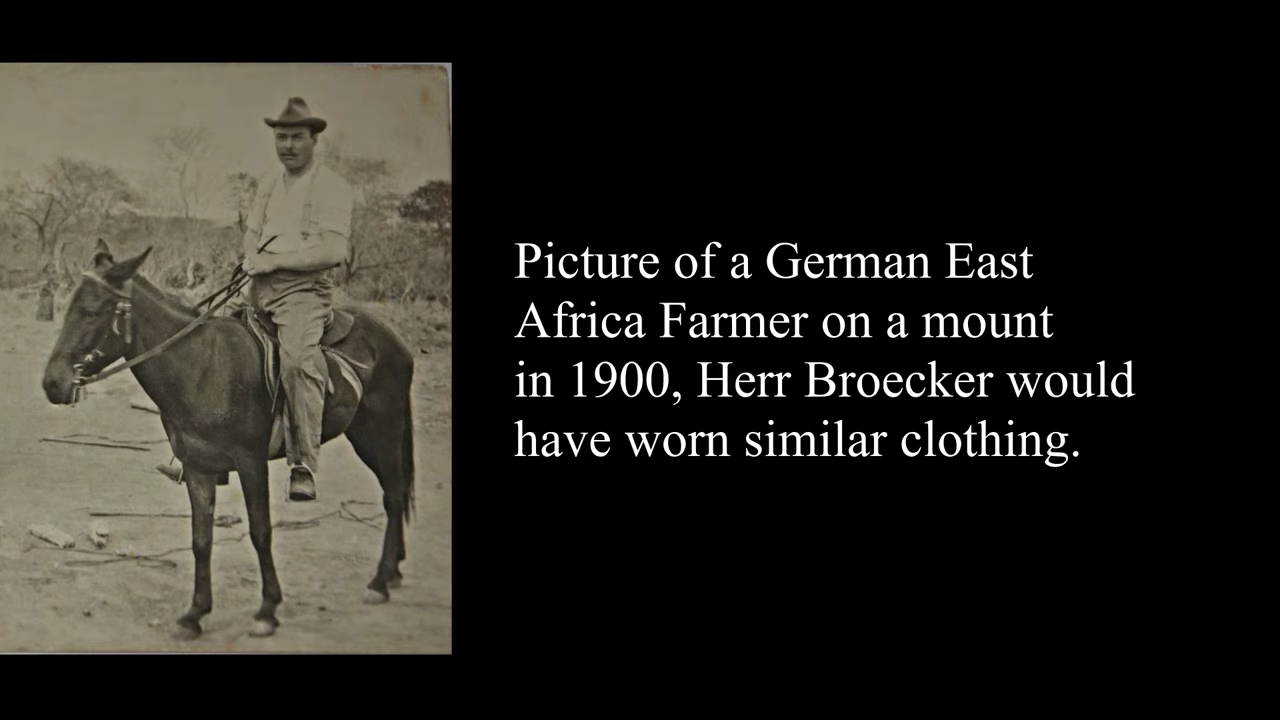 Picture of a German East
Africa Farmer on a mount
in 1900, Herr Broecker would
have worn similar clothing.